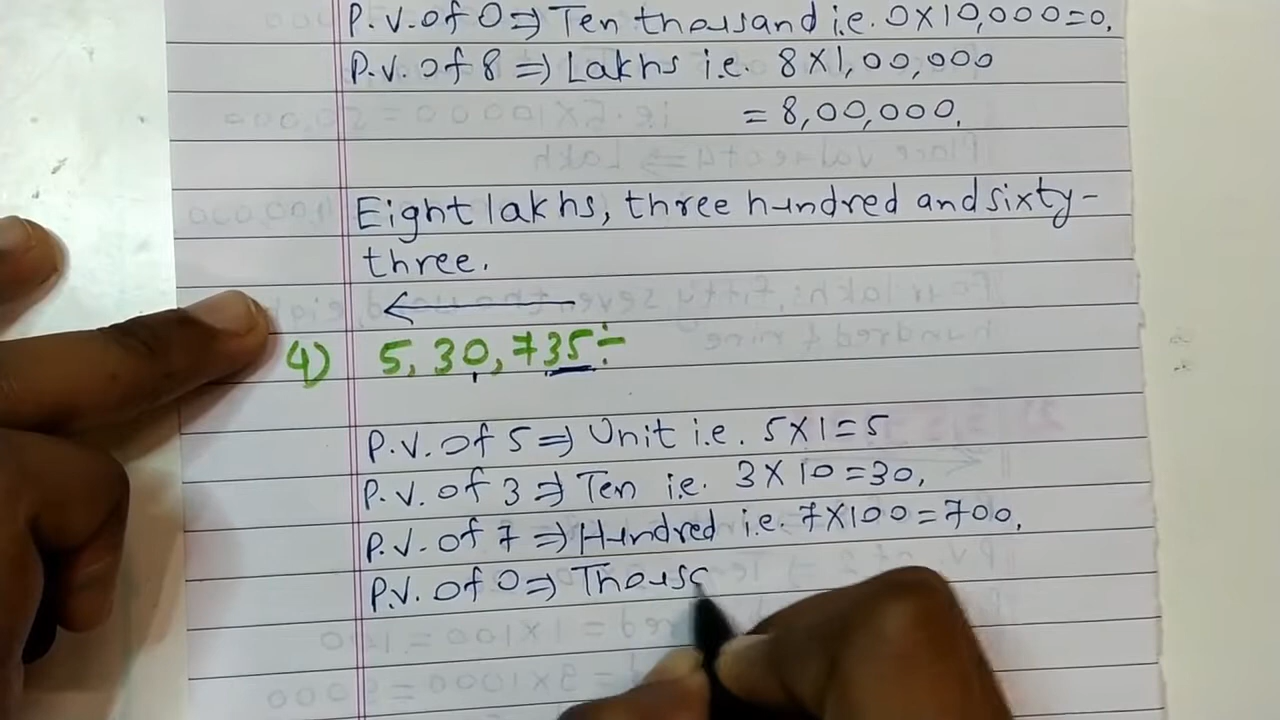 P.V. of 0 ⇒ Ten thousand i.e. 0×10,000=0.
P.V. of 8 ⇒ Lakhs i.e. 8×1,00,000
= 8,00,000.
Eight lakhs, three hundred and sixty-
three.
4) 5,30,735:-
P.V. of 5 ⇒ Unit i.e. 5×1=5
P.V. of 3 ⇒ Ten i.e. 3×10=30.
P.V. of 7 ⇒ Hundred i.e. 7×100=700.
P.V. of 0 ⇒ Thous